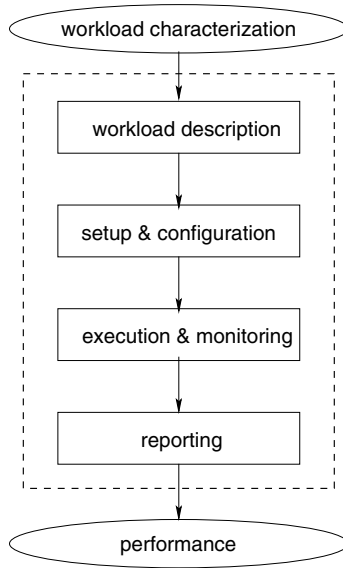 workload characterization
workload description
setup & configuration
execution & monitoring
reporting
performance